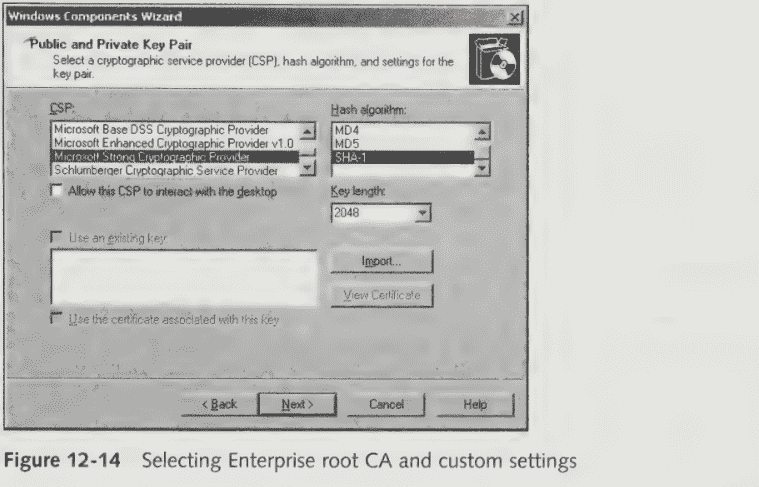 Windows Components Wizard
Public and Private Key Pair
Select a cryptographic service provider (CSP), hash algorithm, and settings for the
key pair.
CSP:
Hash algorithm:
Microsoft Base DSS Cryptographic Provider
Microsoft Enhanced Cryptographic Provider v1.0
Microsoft Strong Cryptographic Provider
Schlumberger Cryptographic Service Provider
MD4
MD5
SHA-1
Allow this CSP to interact with the desktop
Key length:
2048
Use an existing key
Import...
View Certificate
Use the certificate associated with this key
< Back
Next >
Cancel
Help
Figure 12-14 Selecting Enterprise root CA and custom settings